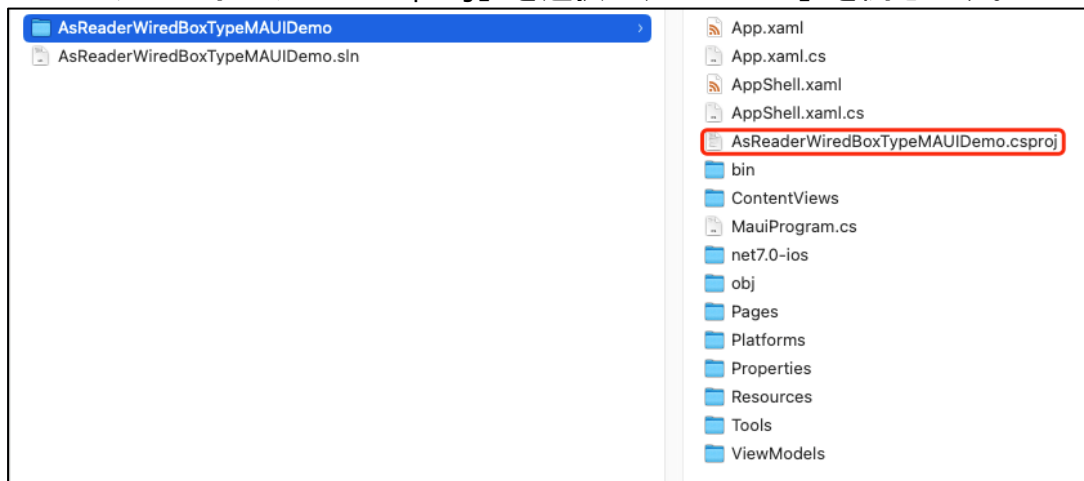 AsReaderWiredBoxTypeMAUIDemo
AsReaderWiredBoxTypeMAUIDemo.sln
App.xaml
App.xaml.cs
AppShell.xaml
AppShell.xaml.cs
AsReaderWiredBoxTypeMAUIDemo.csproj
bin
ContentViews
MauiProgram.cs
net7.0-ios
obj
Pages
Platforms
Properties
Resources
Tools
ViewModels